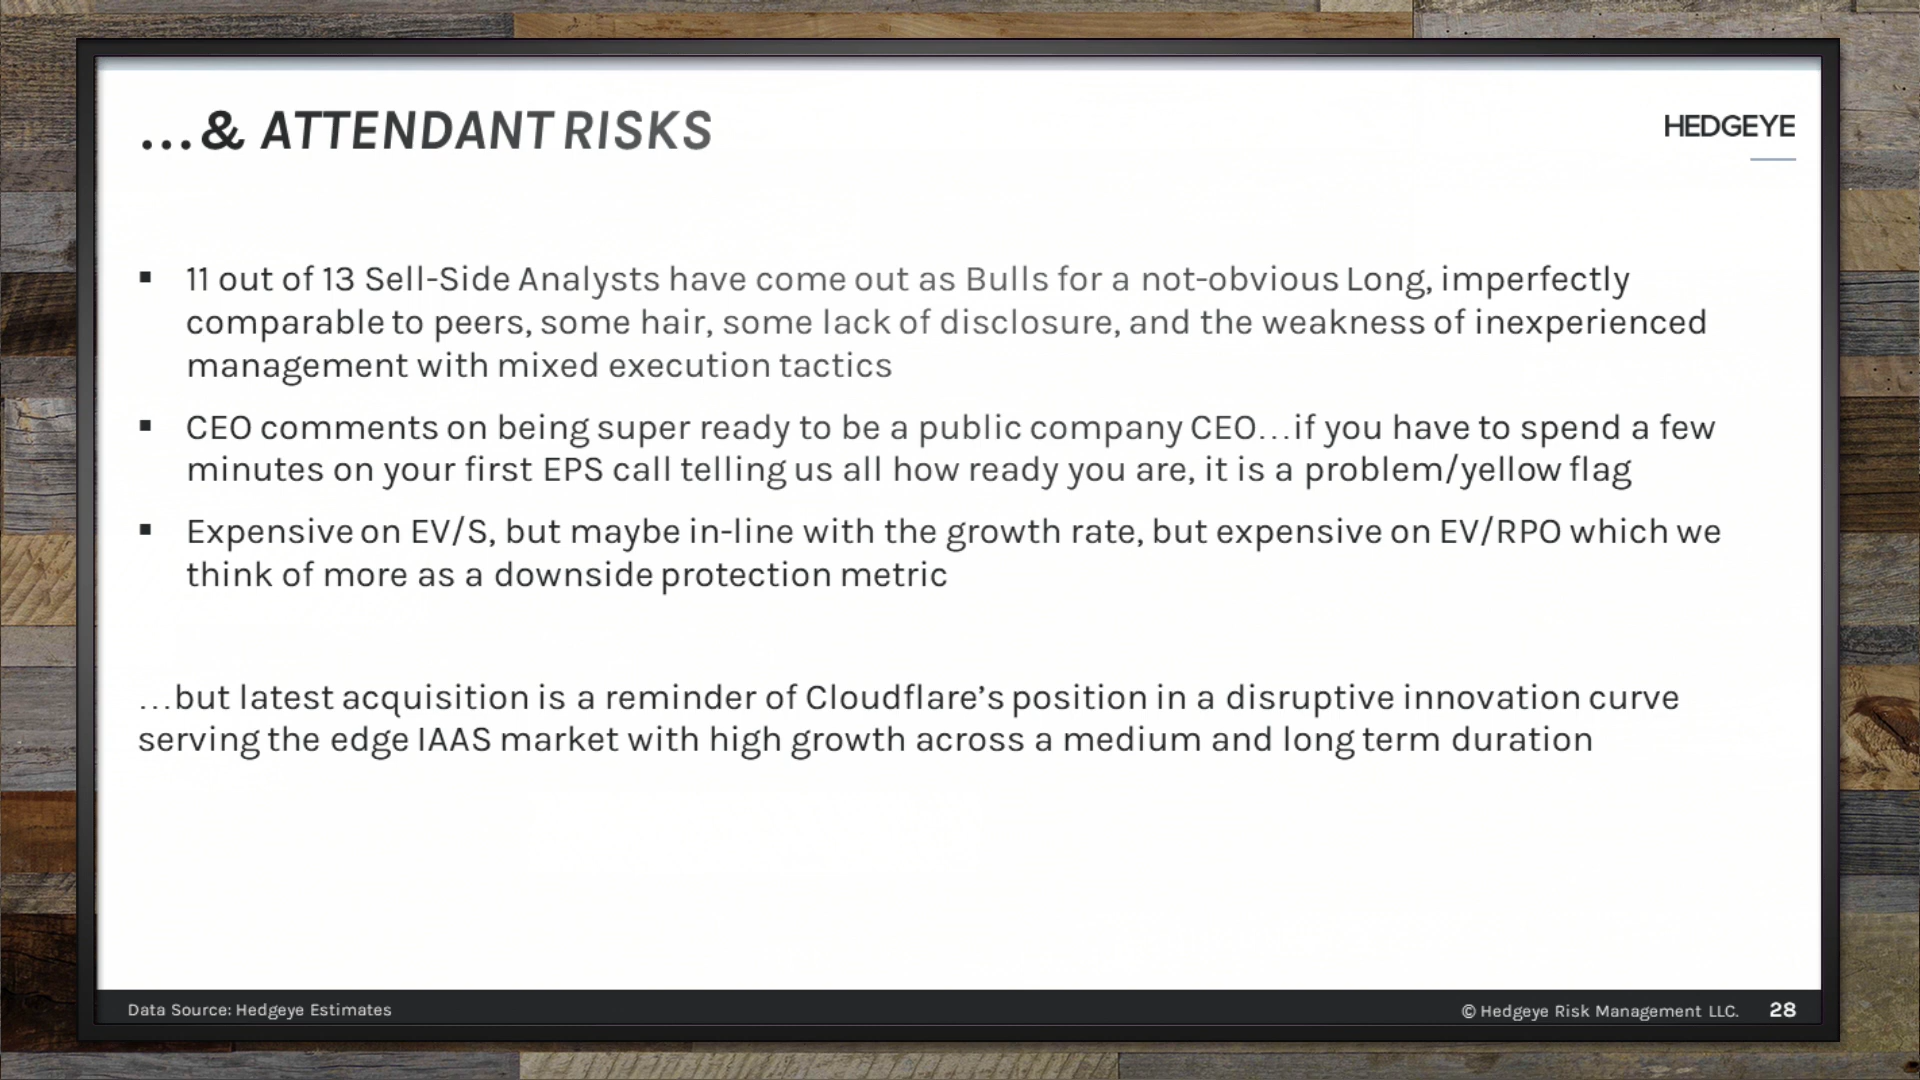 ...& ATTENDANT RISKS
HEDGEYE
▪ 11 out of 13 Sell-Side Analysts have come out as Bulls for a not-obvious Long, imperfectly
comparable to peers, some hair, some lack of disclosure, and the weakness of inexperienced
management with mixed execution tactics
▪ CEO comments on being super ready to be a public company CEO...if you have to spend a few
minutes on your first EPS call telling us all how ready you are, it is a problem/yellow flag
▪ Expensive on EV/S, but maybe in-line with the growth rate, but expensive on EV/RPO which we
think of more as a downside protection metric
...but latest acquisition is a reminder of Cloudflare’s position in a disruptive innovation curve
serving the edge IAAS market with high growth across a medium and long term duration
Data Source: Hedgeye Estimates
© Hedgeye Risk Management LLC. 28